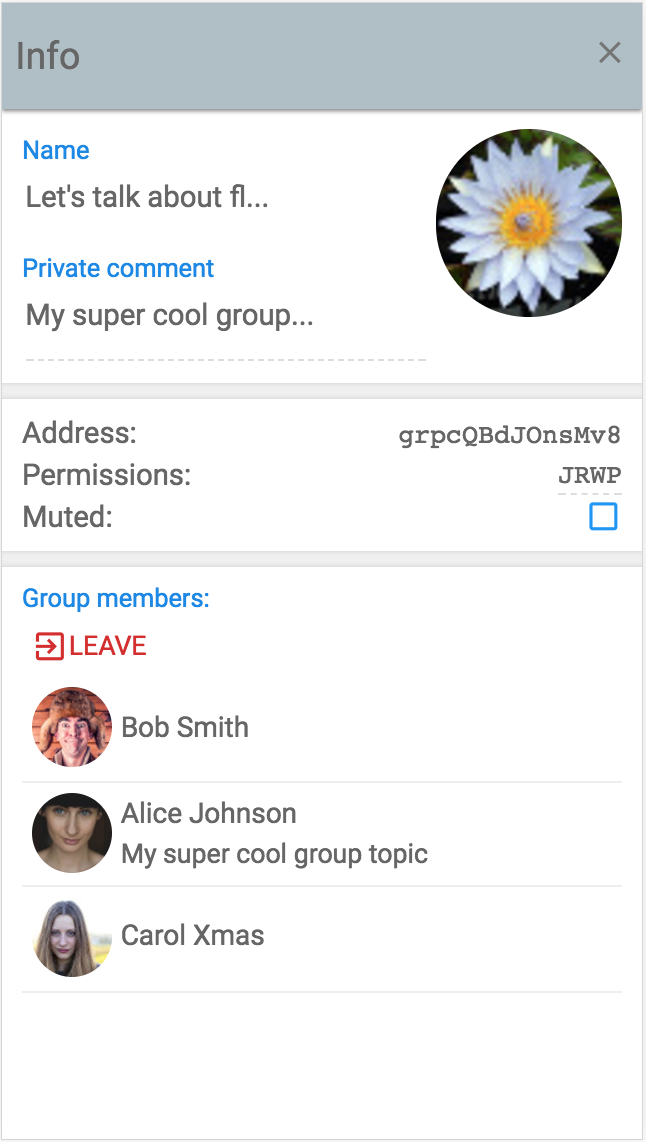 Info
Name
Let's talk about fl...
Private comment
My super cool group...
Address: grpcQBdJOnsMv8
Permissions: JRWP
Muted:
Group members:
LEAVE
Bob Smith
Alice Johnson
My super cool group topic
Carol Xmas